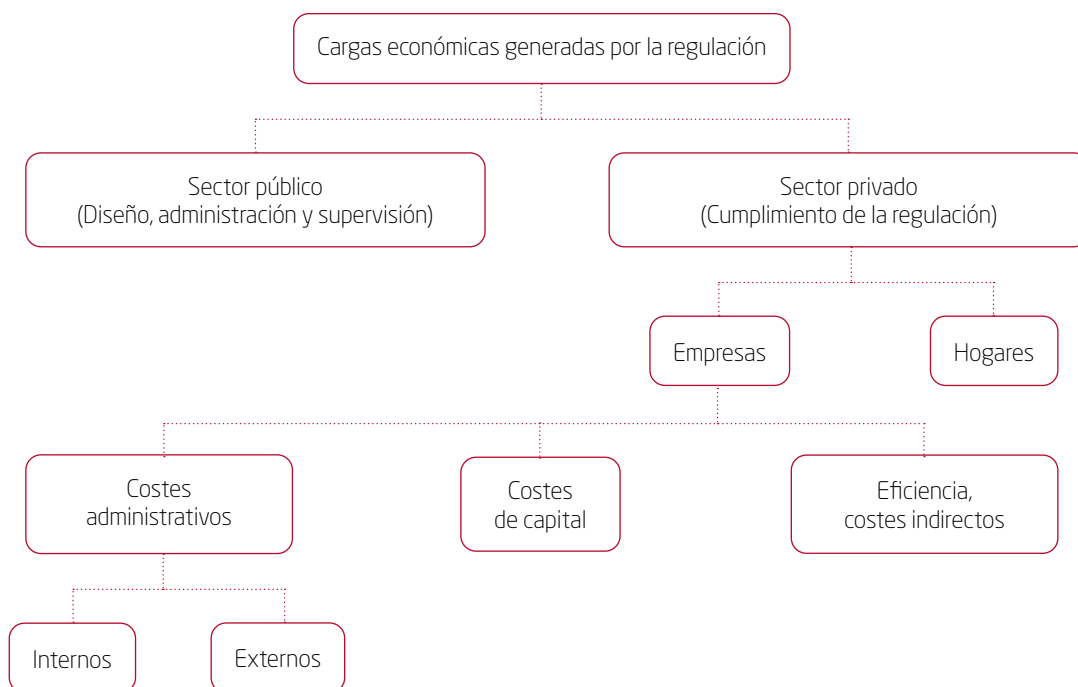 Cargas económicas generadas por la regulación
Sector público
(Diseño, administración y supervisión)
Sector privado
(Cumplimiento de la regulación)
Empresas
Hogares
Costes
administrativos
Costes
de capital
Eficiencia,
costes indirectos
Internos
Externos